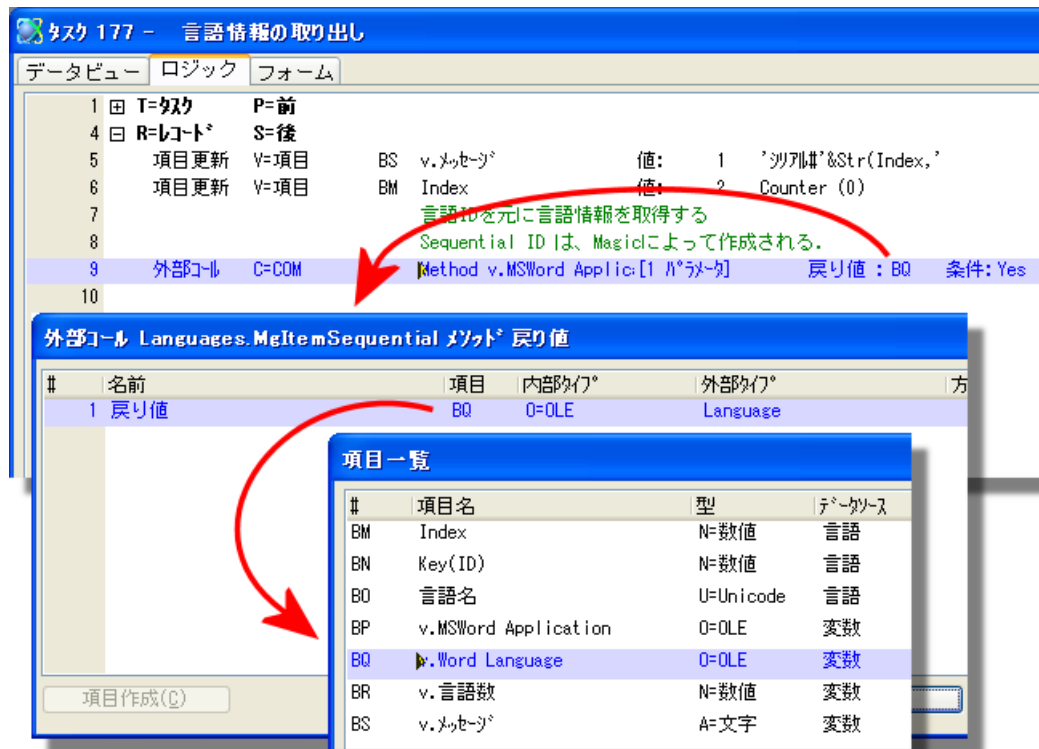 タスク 177 - 言語情報の取り出し
データビュー ロジック フォーム
1 T=タスク P=前
4 R=レコード S=後
5 項目更新 V=項目 BS v.メッセージ 値: 1 'シリアル#'&Str(Index,'
6 項目更新 V=項目 BM Index 値: 2 Counter (0)
7 言語IDを元に言語情報を取得する
8 Sequential ID は、Magicによって作成される.
9 外部コール C=COM Method v.MSWord Applic:[1 パラメータ] 戻り値 : BQ 条件: Yes
10
外部コール Languages.MgItemSequential メソッド 戻り値
# 名前 項目 内部タイプ 外部タイプ 方
1 戻り値 BQ O=OLE Language
項目一覧
# 項目名 型 データソース
BM Index N=数値 言語
BN Key(ID) N=数値 言語
BO 言語名 U=Unicode 言語
BP v.MSWord Application O=OLE 変数
BQ v.Word Language O=OLE 変数
BR v.言語数 N=数値 変数
BS v.メッセージ A=文字 変数
項目作成(C)